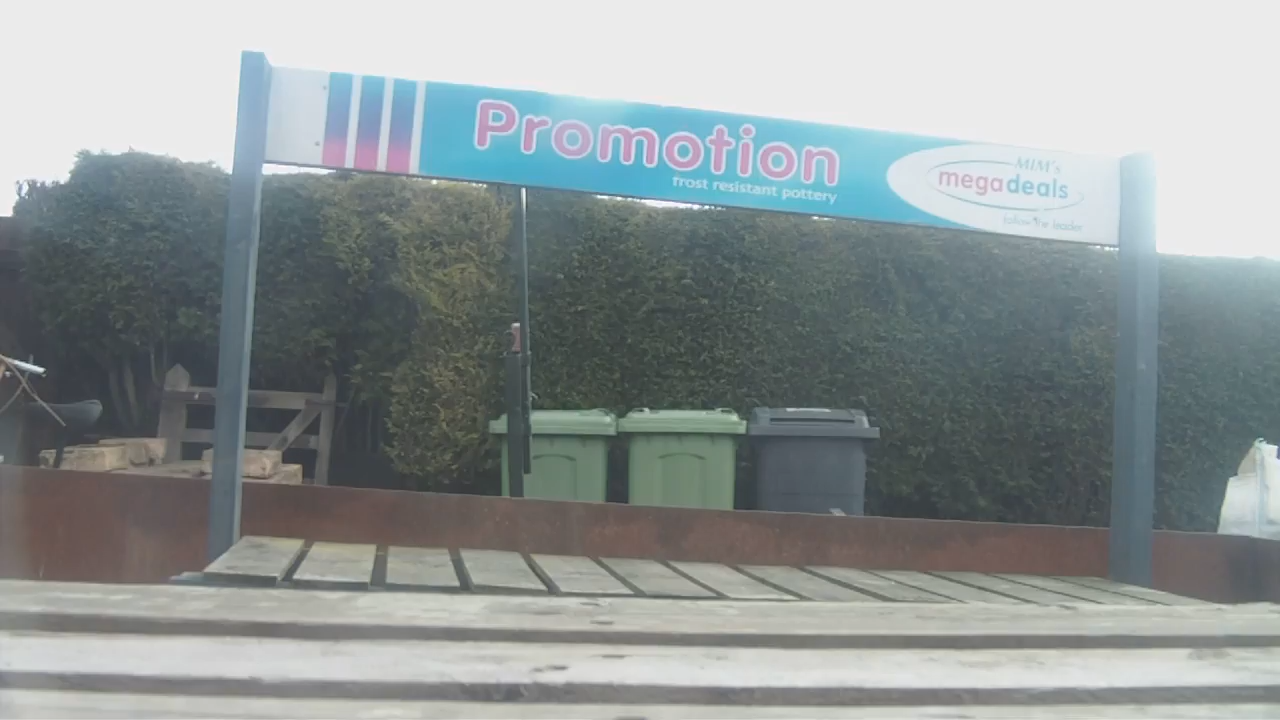 Promotion
frost resistant pottery
MIM's
megadeals
follow the leader